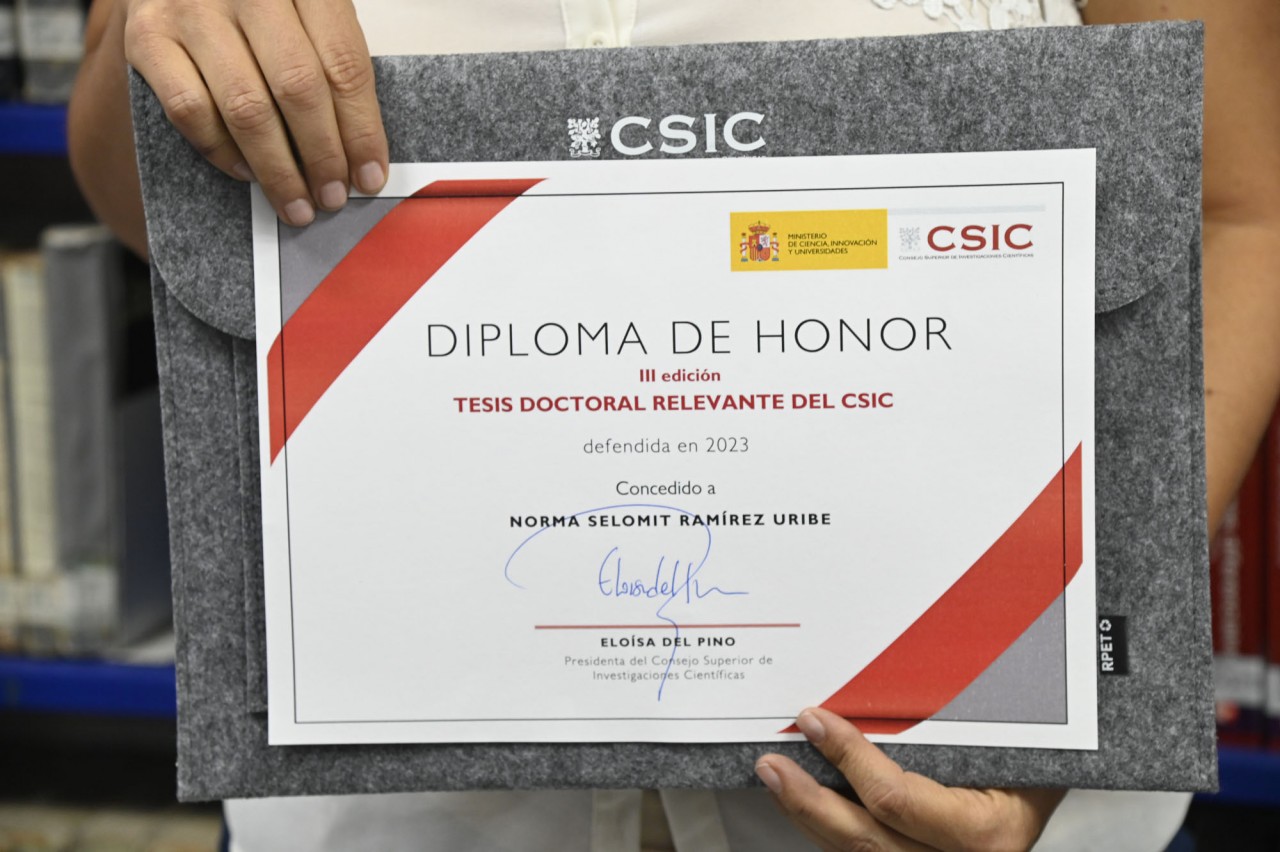 CSIC
MINISTERIO
DE CIENCIA, INNOVACIÓN
Y UNIVERSIDADES
CSIC
CONSEJO SUPERIOR DE INVESTIGACIONES CIENTÍFICAS
DIPLOMA DE HONOR
III edición
TESIS DOCTORAL RELEVANTE DEL CSIC
defendida en 2023
Concedido a
NORMA SELOMIT RAMÍREZ URIBE
ELOÍSA DEL PINO
Presidenta del Consejo Superior de
Investigaciones Científicas
RPET